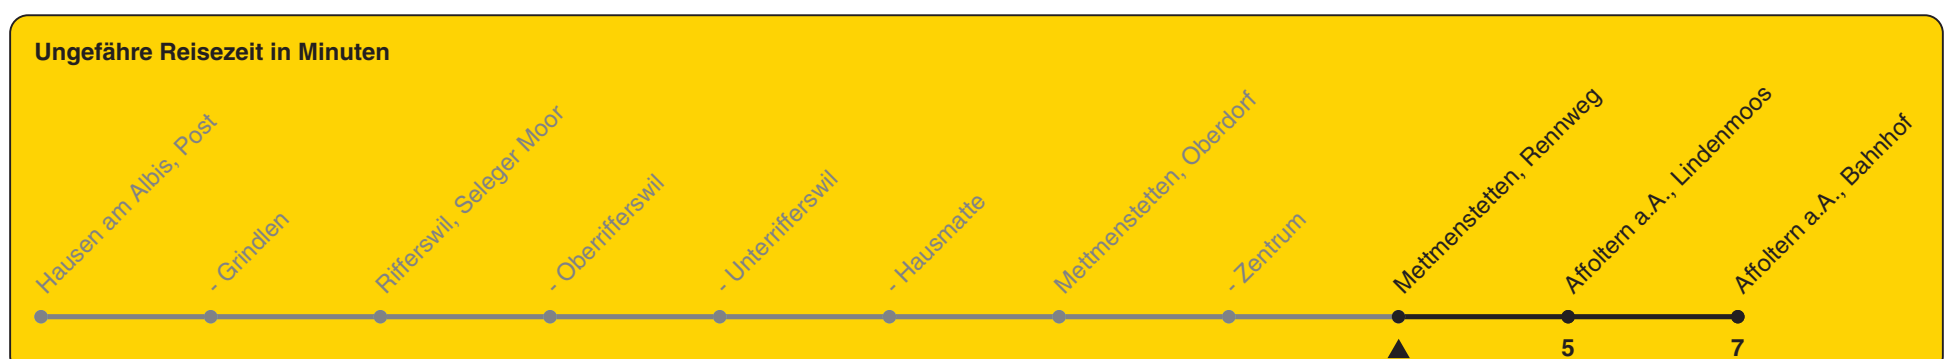 Ungefähre Reisezeit in Minuten
Hausen am Albis, Post
- Grindlen
Rifferswil, Seleger Moor
- Oberrifferswil
- Unterrifferswil
- Hausmatte
Mettmenstetten, Oberdorf
- Zentrum
Mettmenstetten, Rennweg
Affoltern a.A., Lindenmoos
Affoltern a.A., Bahnhof
5
7